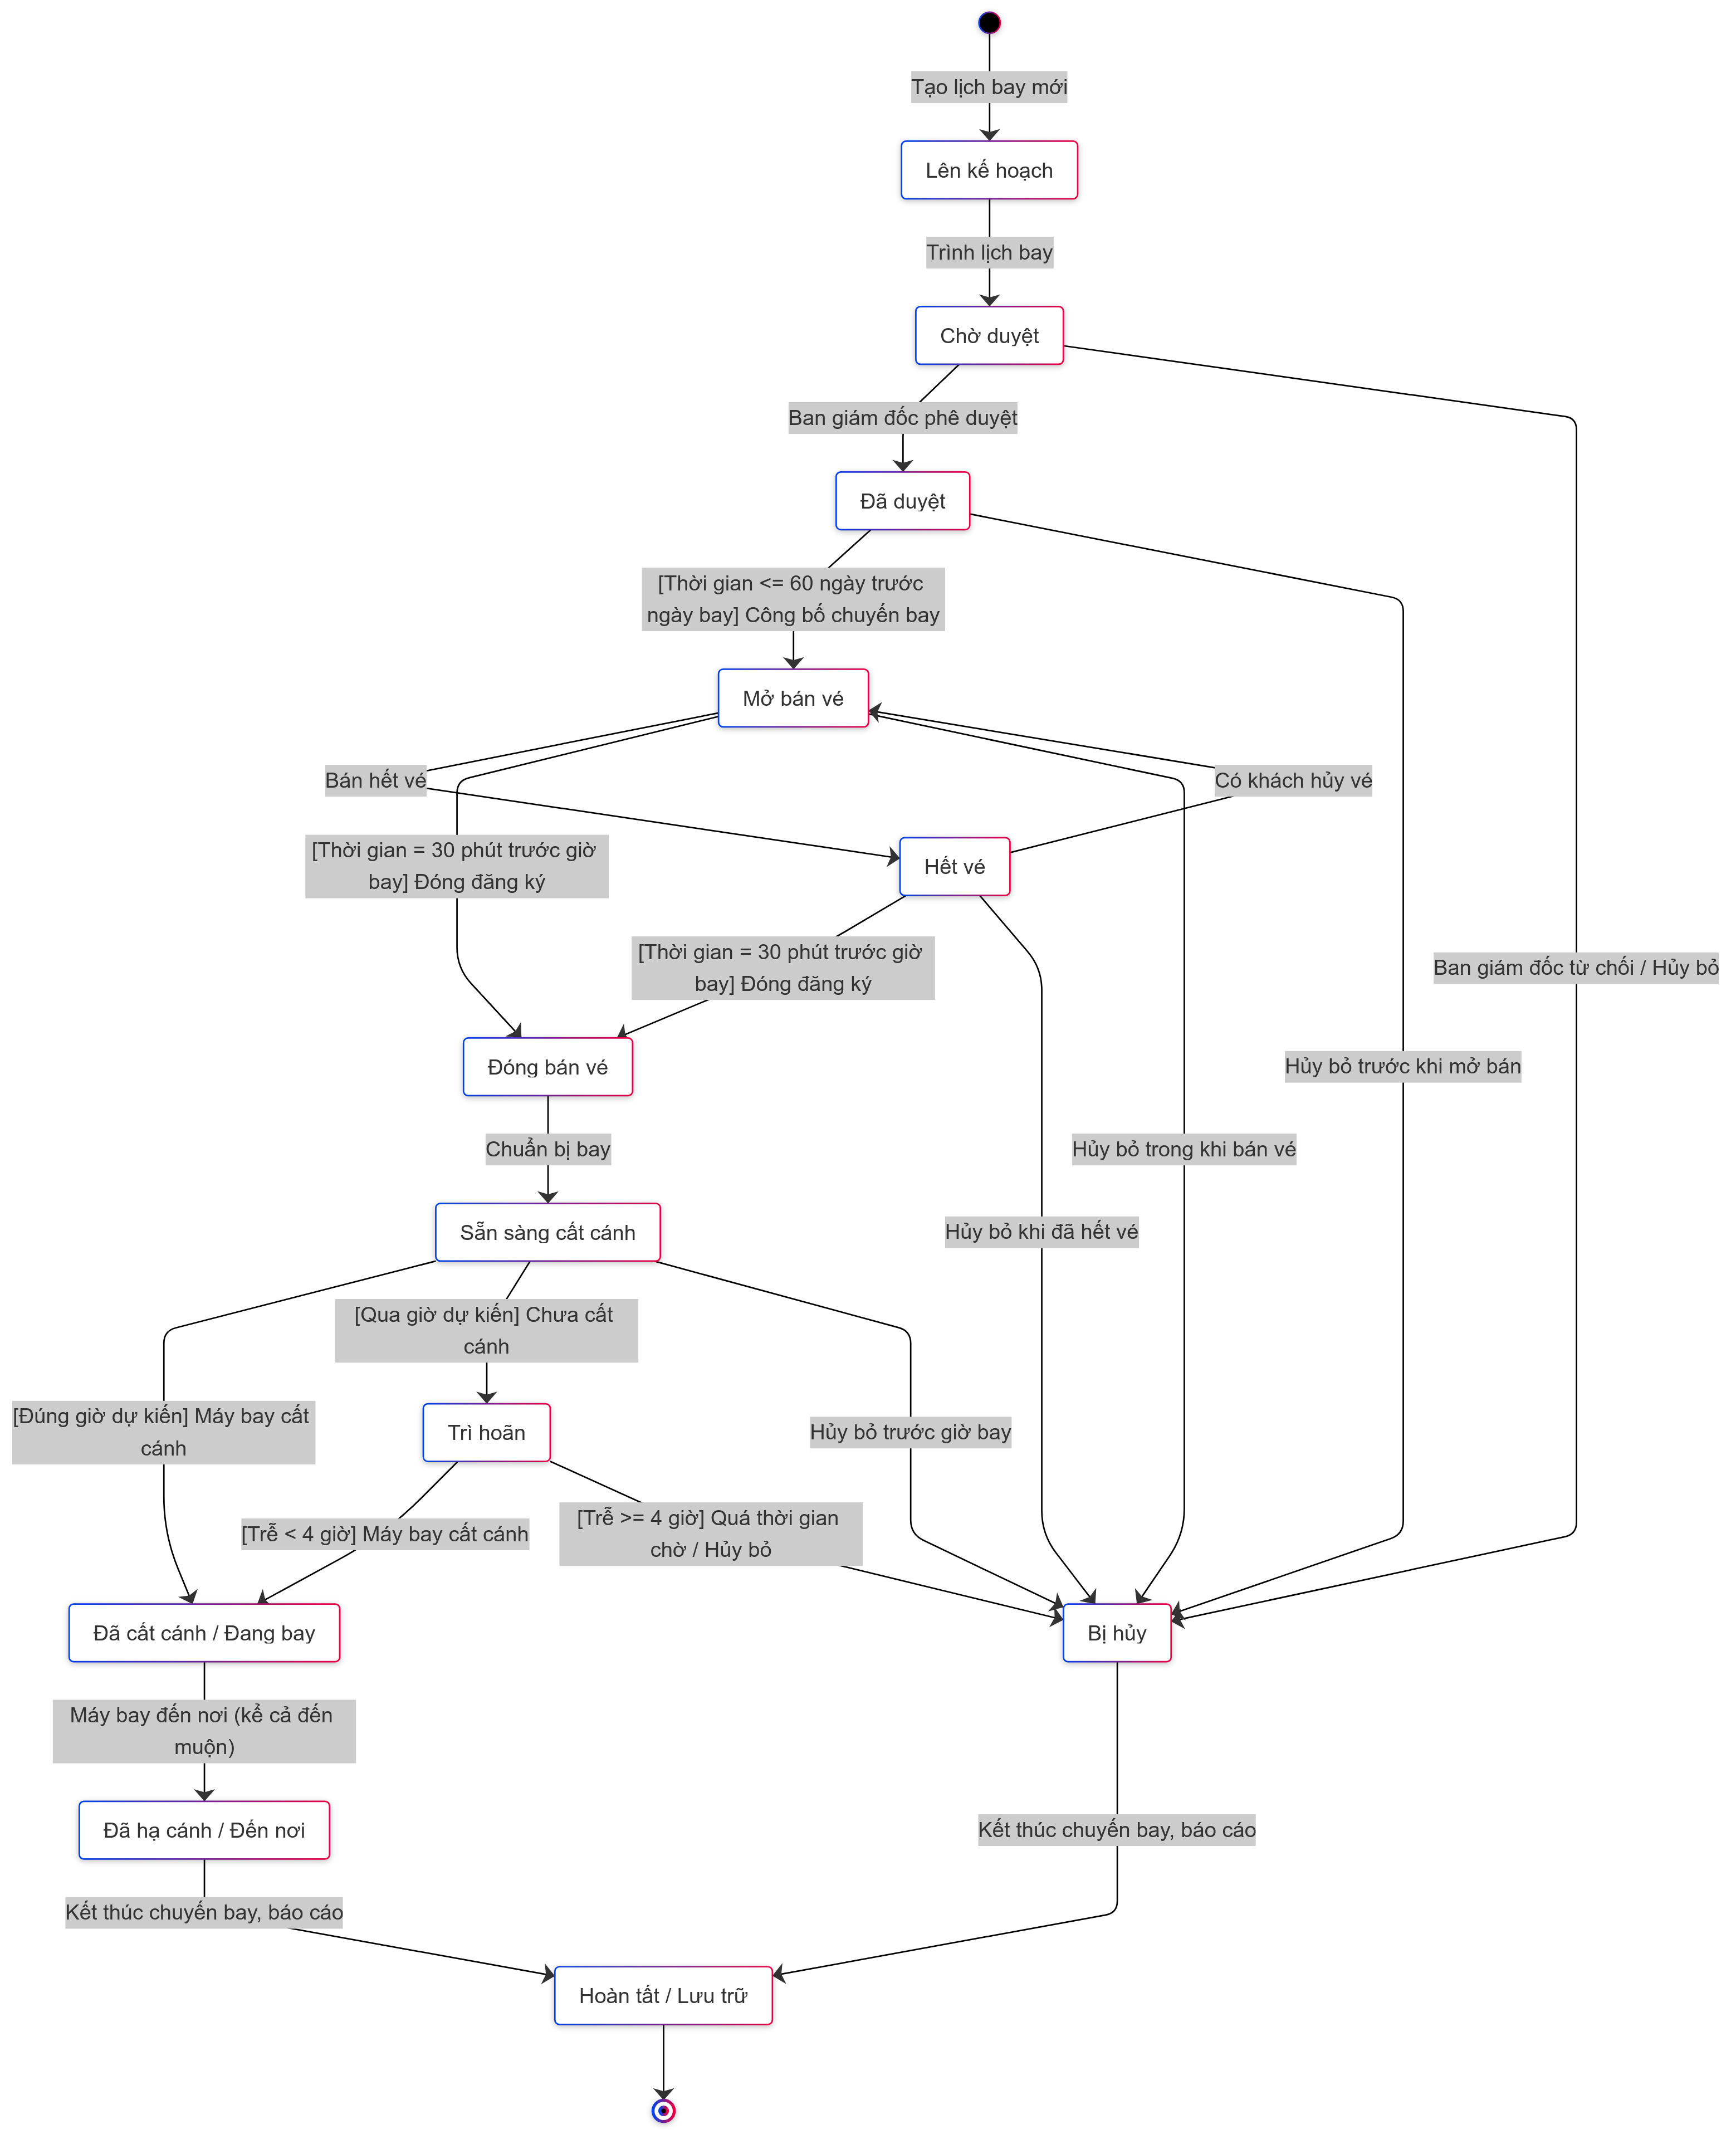 Tạo lịch bay mới
Lên kế hoạch
Trình lịch bay
Chờ duyệt
Ban giám đốc phê duyệt
Đã duyệt
[Thời gian <= 60 ngày trước
ngày bay] Công bố chuyến bay
Mở bán vé
Bán hết vé
Có khách hủy vé
[Thời gian = 30 phút trước giờ
bay] Đóng đăng ký
Hết vé
[Thời gian = 30 phút trước giờ
bay] Đóng đăng ký
Ban giám đốc từ chối / Hủy bỏ
Đóng bán vé
Hủy bỏ trước khi mở bán
Chuẩn bị bay
Hủy bỏ trong khi bán vé
Sẵn sàng cất cánh
Hủy bỏ khi đã hết vé
[Qua giờ dự kiến] Chưa cất
cánh
[Đúng giờ dự kiến] Máy bay cất
cánh
Trì hoãn
Hủy bỏ trước giờ bay
[Trễ < 4 giờ] Máy bay cất cánh
[Trễ >= 4 giờ] Quá thời gian
chờ / Hủy bỏ
Đã cất cánh / Đang bay
Bị hủy
Máy bay đến nơi (kể cả đến
muộn)
Đã hạ cánh / Đến nơi
Kết thúc chuyến bay, báo cáo
Kết thúc chuyến bay, báo cáo
Hoàn tất / Lưu trữ